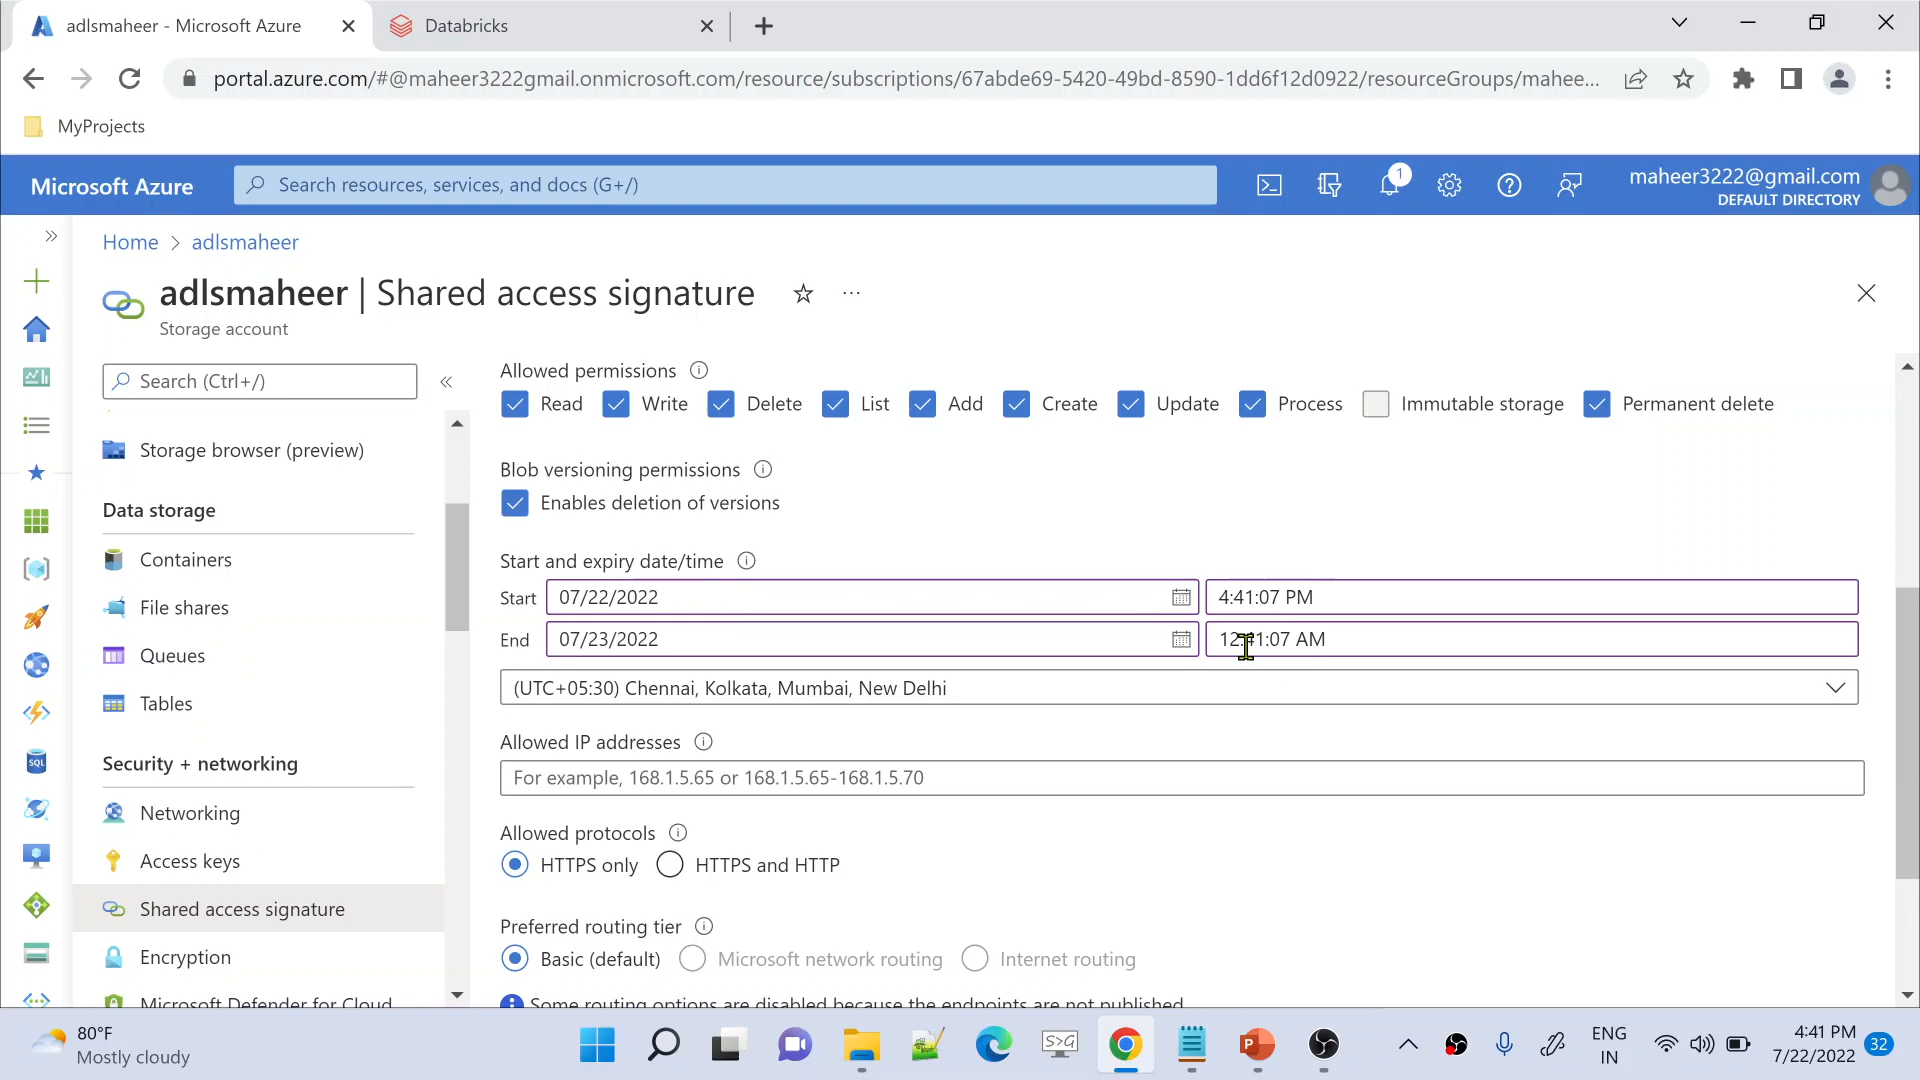 adlsmaheer - Microsoft Azure
Databricks
portal.azure.com/#@maheer3222gmail.onmicrosoft.com/resource/subscriptions/67abde69-5420-49bd-8590-1dd6f12d0922/resourceGroups/mahee...
MyProjects
Microsoft Azure
Search resources, services, and docs (G+/)
1
maheer3222@gmail.com
DEFAULT DIRECTORY
Home > adlsmaheer
adlsmaheer | Shared access signature
Storage account
Search (Ctrl+/)
Storage browser (preview)
Data storage
Containers
File shares
Queues
Tables
Security + networking
Networking
Access keys
Shared access signature
Encryption
Microsoft Defender for Cloud
Allowed permissions
Read Write Delete List Add Create Update Process Immutable storage Permanent delete
Blob versioning permissions
Enables deletion of versions
Start and expiry date/time
Start 07/22/2022 4:41:07 PM
End 07/23/2022 12:41:07 AM
(UTC+05:30) Chennai, Kolkata, Mumbai, New Delhi
Allowed IP addresses
For example, 168.1.5.65 or 168.1.5.65-168.1.5.70
Allowed protocols
HTTPS only HTTPS and HTTP
Preferred routing tier
Basic (default) Microsoft network routing Internet routing
Some routing options are disabled because the endpoints are not published.
SQL
80°F
Mostly cloudy
S>G
P
ENG
IN
4:41 PM
7/22/2022
32